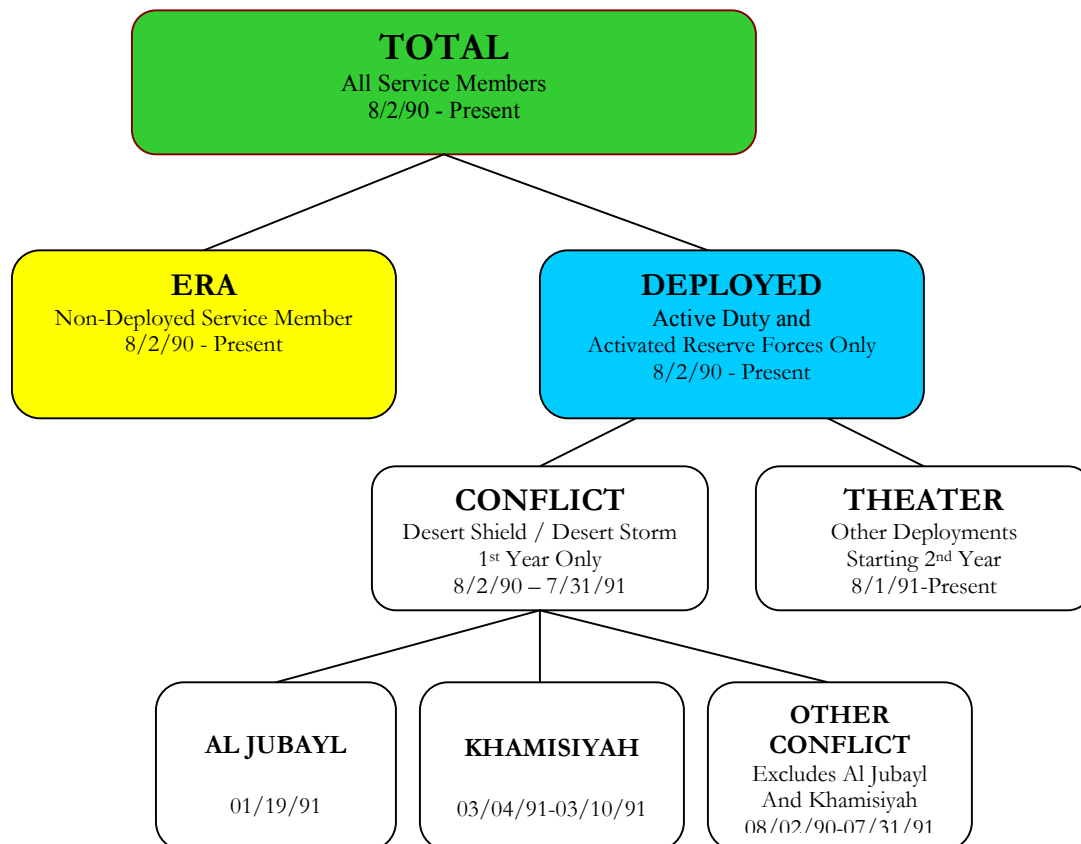 TOTAL
All Service Members
8/2/90 - Present
ERA
Non-Deployed Service Member
8/2/90 - Present
DEPLOYED
Active Duty and
Activated Reserve Forces Only
8/2/90 - Present
CONFLICT
Desert Shield / Desert Storm
1st Year Only
8/2/90 – 7/31/91
THEATER
Other Deployments
Starting 2nd Year
8/1/91-Present
AL JUBAYL
01/19/91
KHAMISIYAH
03/04/91-03/10/91
OTHER
CONFLICT
Excludes Al Jubayl
And Khamisiyah
08/02/90-07/31/91